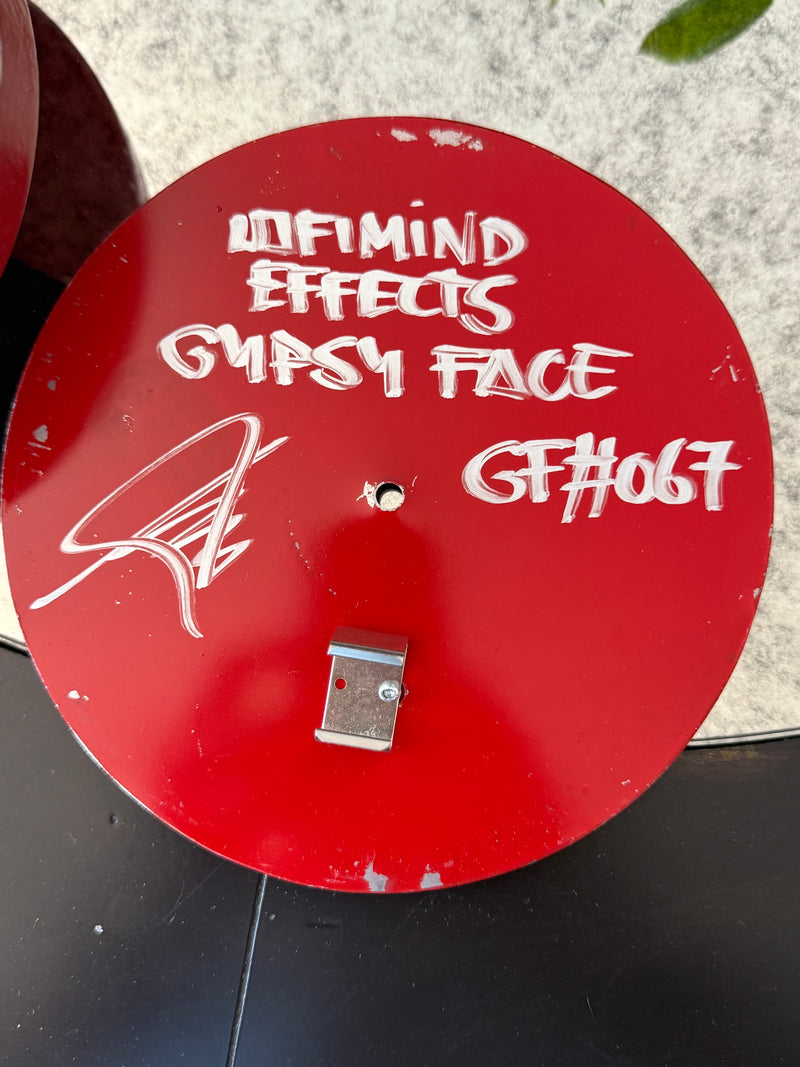 LOFIMIND
EFFECTS
GYPSY FACE
GF#067